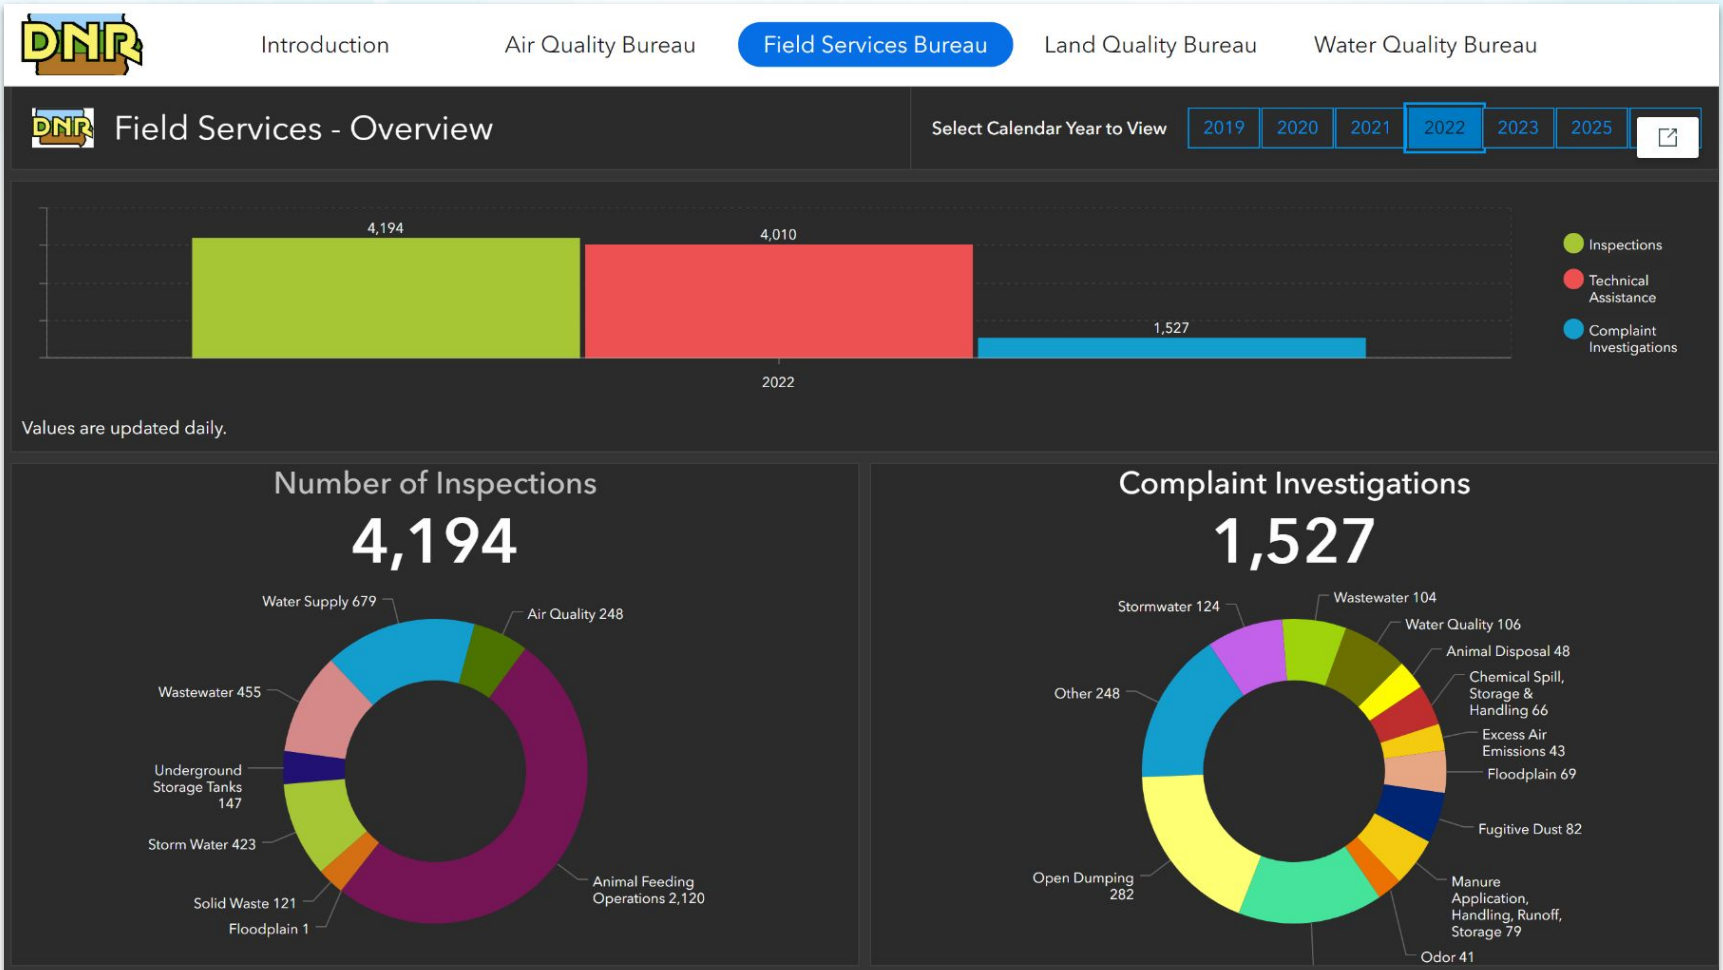 DNR
Introduction
Air Quality Bureau
Field Services Bureau
Land Quality Bureau
Water Quality Bureau
DNR
Field Services - Overview
Select Calendar Year to View
2019
2020
2021
2022
2023
2025
4,194
4,010
1,527
2022
Inspections
Technical
Assistance
Complaint
Investigations
Values are updated daily.
Number of Inspections
4,194
Water Supply 679
Air Quality 248
Wastewater 455
Underground
Storage Tanks
147
Storm Water 423
Solid Waste 121
Floodplain 1
Animal Feeding
Operations 2,120
Complaint Investigations
1,527
Stormwater 124
Wastewater 104
Water Quality 106
Animal Disposal 48
Chemical Spill,
Storage &
Handling 66
Excess Air
Emissions 43
Floodplain 69
Fugitive Dust 82
Manure
Application,
Handling, Runoff,
Storage 79
Odor 41
Other 248
Open Dumping
282